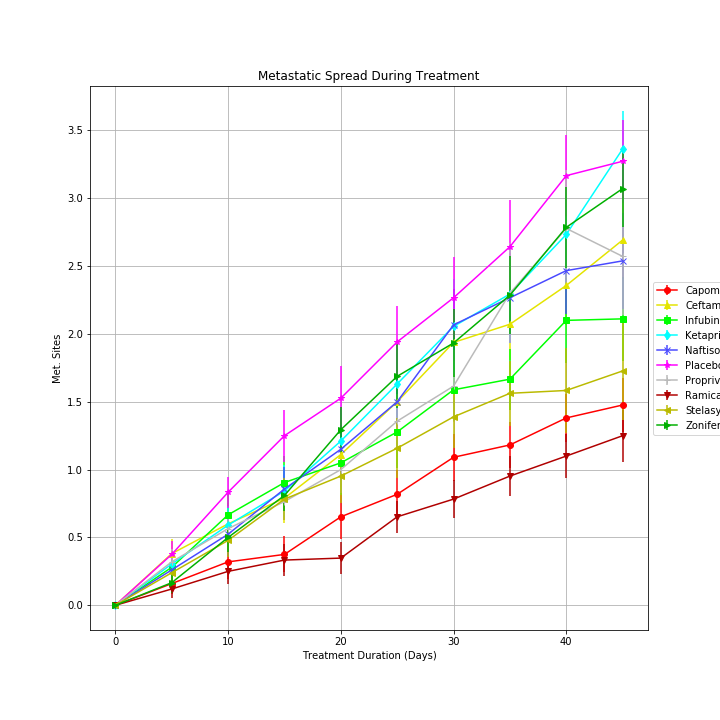 Metastatic Spread During Treatment
3.5
3.0
2.5
2.0
1.5
1.0
0.5
0.0
Met. Sites
0 10 20 30 40
Treatment Duration (Days)
Capom
Ceftam
Infubin
Ketapri
Naftiso
Placebo
Propriv
Ramica
Stelasy
Zonifer